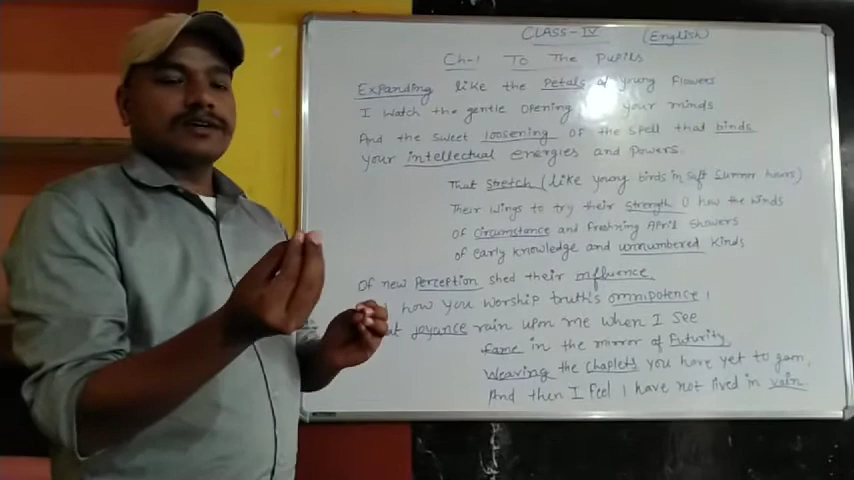 CLASS-IV (English)
Ch-1 To The Pupils
Expanding like the Petals of young Flowers
I watch the gentle opening your minds
And the sweet loosening of the spell that binds
your intellectual energies and powers.
That stretch (like young birds in soft summer hours)
Their wings to try their strength O how the winds
OF circumstance and freshning April showers
of early knowledge and unnumbered kinds
OF new Perception shed their influence
how you worship truth's omnipotence!
joyance rain upon me when I see
fame in the mirror of Futurity
Weaving the chaplets you have yet to gain,
And then I feel I have not lived in vain